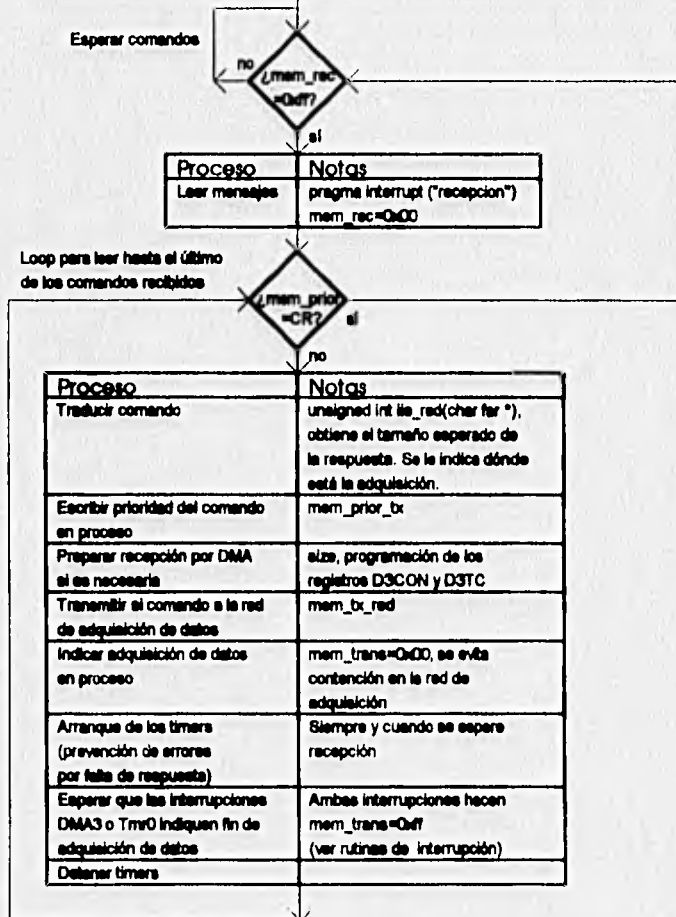 Esperar comandos
no
¿mem_rec
=0xff?
sí
Proceso Notas
Leer mensajes pragma interrupt ("recepcion")
mem_rec=0x00
Loop para leer hasta el último
de los comandos recibidos
¿mem_prior
=CR?
sí
no
Proceso Notas
Traducir comando unsigned int lie_red(char far *),
obtiene el tamaño esperado de
la respuesta. Se le indica dónde
está la adquisición.
Escribir prioridad del comando mem_prior_tx
en proceso
Preparar recepción por DMA size, programación de los
si es necesaria registros D3CON y D3TC
Transmitir el comando a la red mem_tx_red
de adquisición de datos
Indicar adquisición de datos mem_trans=0x00, se evita
en proceso contención en la red de
adquisición
Arranque de los timers Siempre y cuando se espere
(prevención de errores recepción
por falta de respuesta)
Esperar que las interrupciones Ambas interrupciones hacen
DMA3 o Tmr0 indiquen fin de mem_trans=0xff
adquisición de datos (ver rutinas de interrupción)
Detener timers